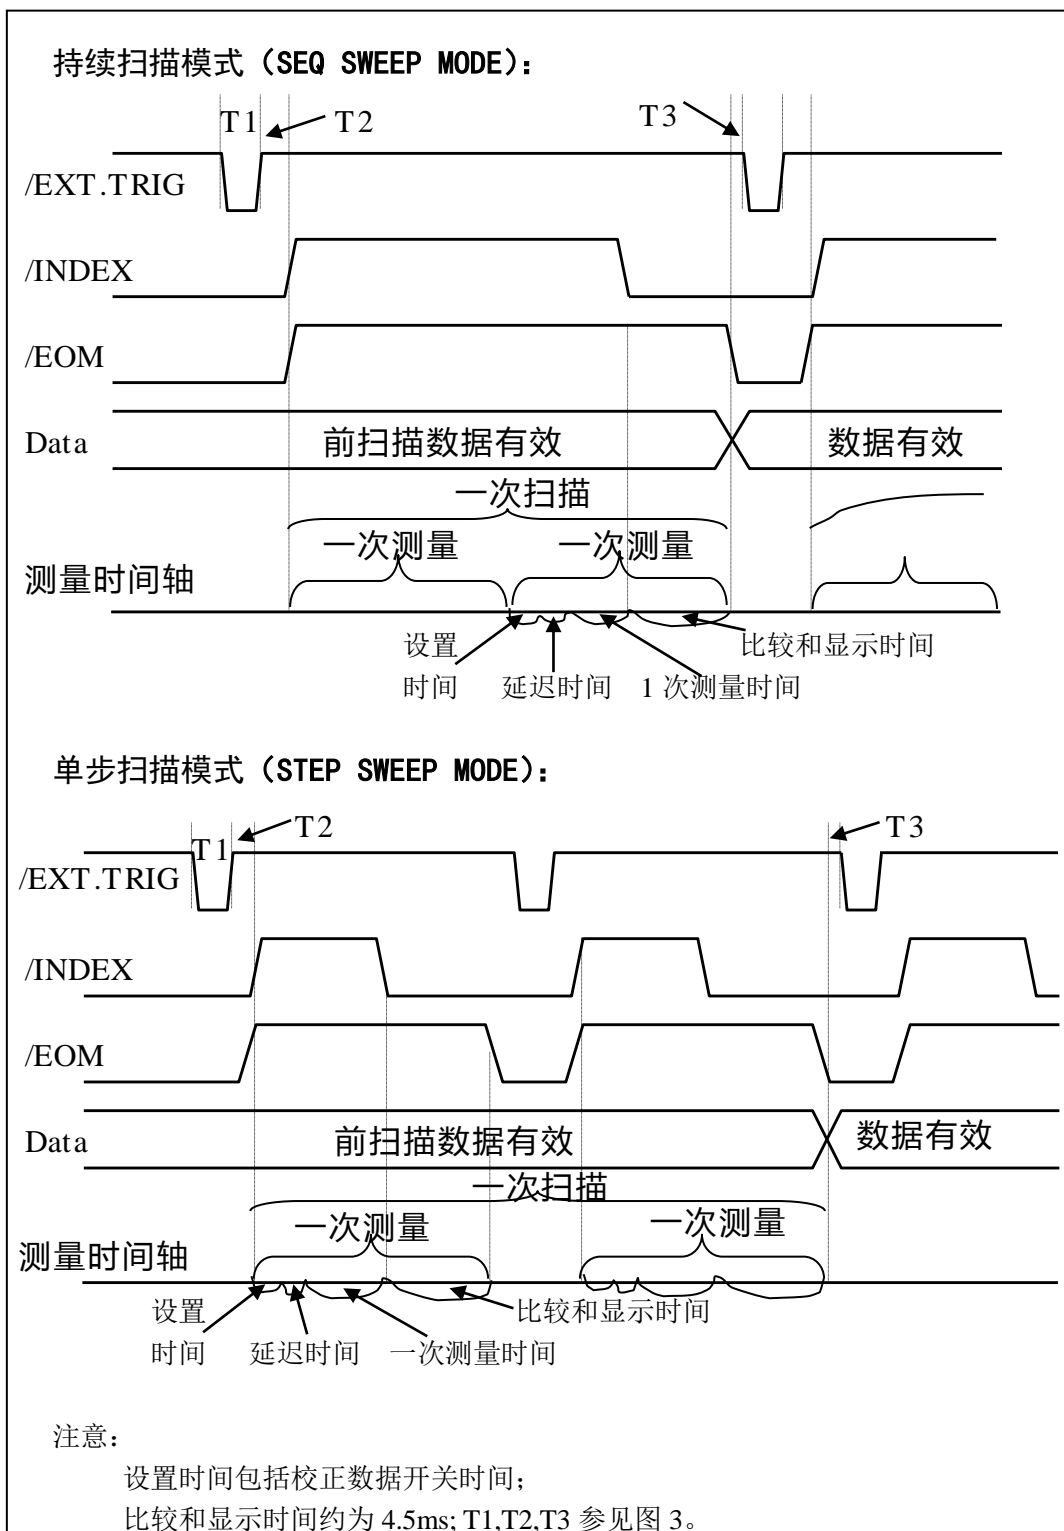 持续扫描模式（SEQ SWEEP MODE）：
T1 T2 T3
/EXT.TRIG
/INDEX
/EOM
Data 前扫描数据有效 数据有效
一次扫描
一次测量 一次测量
测量时间轴
设置 比较和显示时间
时间 延迟时间 1 次测量时间
单步扫描模式（STEP SWEEP MODE）：
T1 T2 T3
/EXT.TRIG
/INDEX
/EOM
Data 前扫描数据有效 数据有效
一次扫描
一次测量 一次测量
测量时间轴
设置 比较和显示时间
时间 延迟时间 一次测量时间
注意：
设置时间包括校正数据开关时间；
比较和显示时间约为 4.5ms; T1,T2,T3 参见图 3。